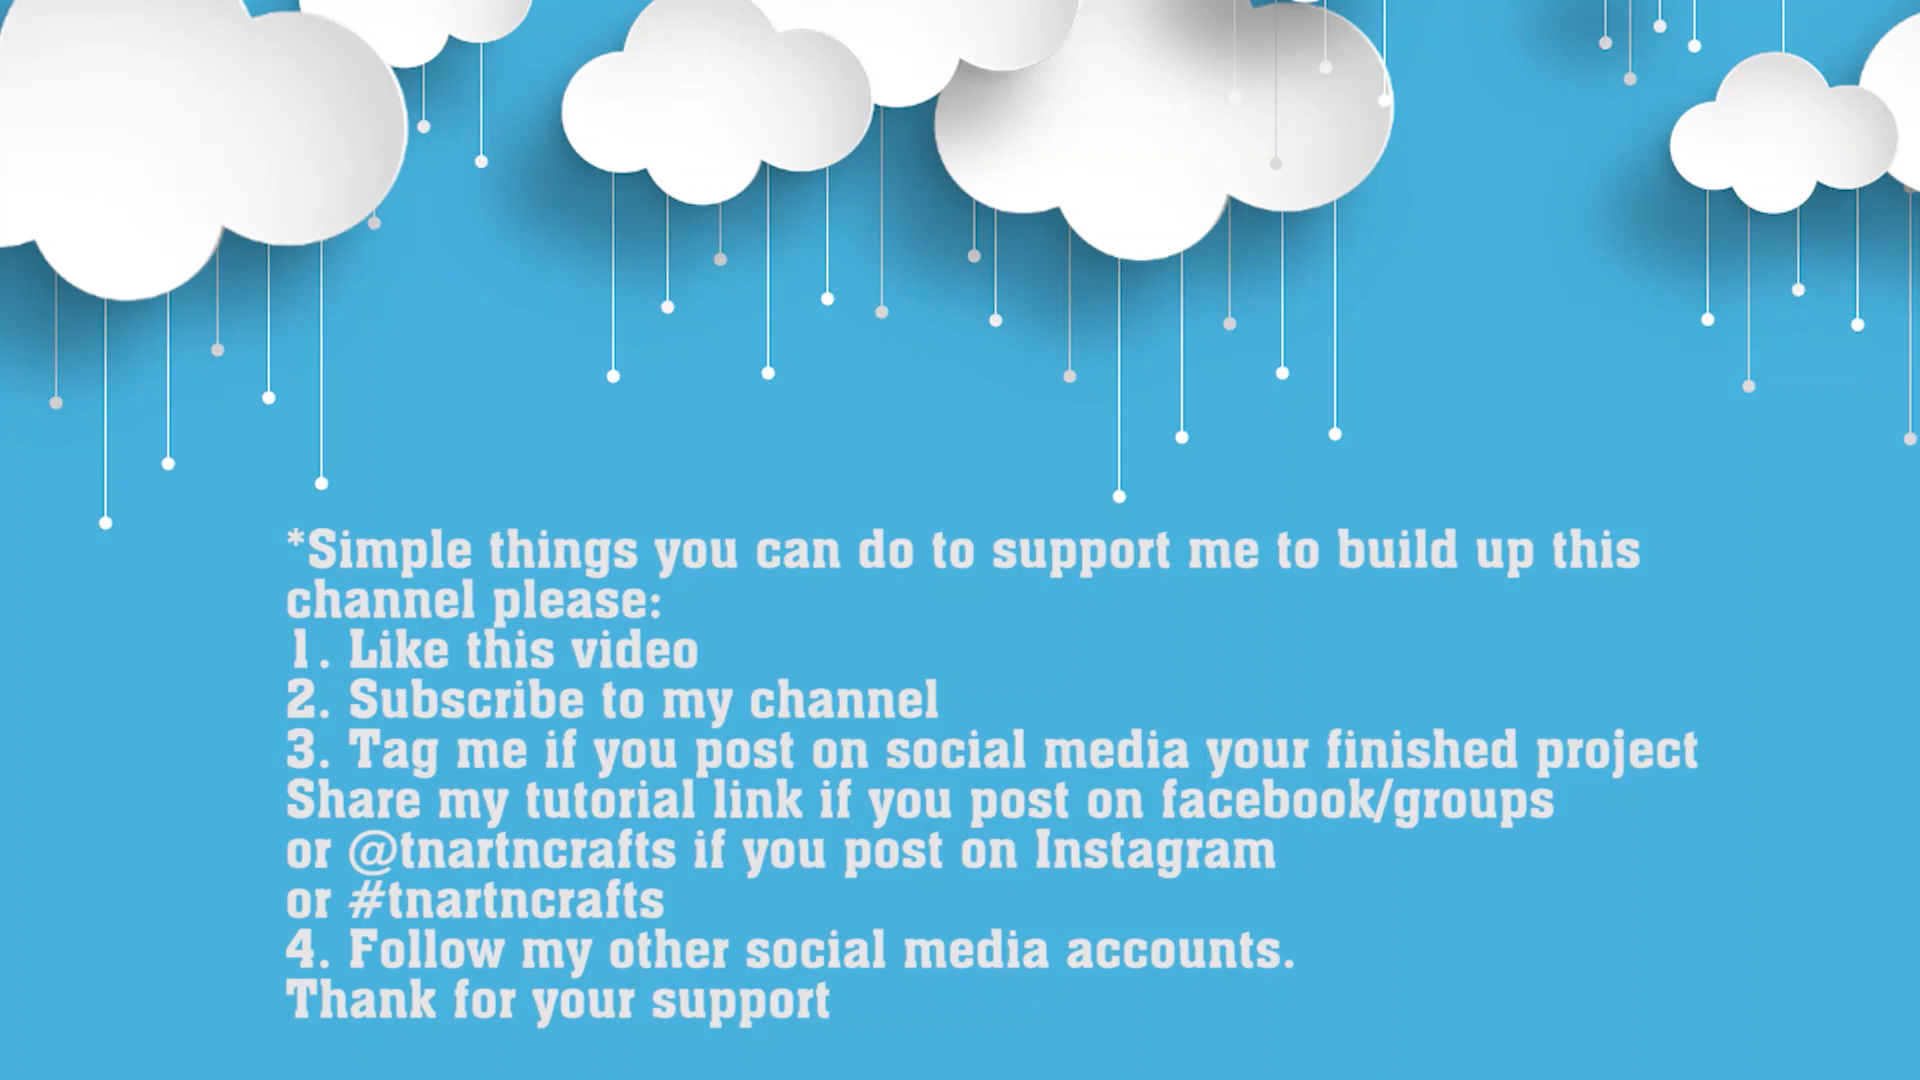 *Simple things you can do to support me to build up this
channel please:
1. Like this video
2. Subscribe to my channel
3. Tag me if you post on social media your finished project
Share my tutorial link if you post on facebook/groups
or @tnartncrafts if you post on Instagram
or #tnartncrafts
4. Follow my other social media accounts.
Thank for your support